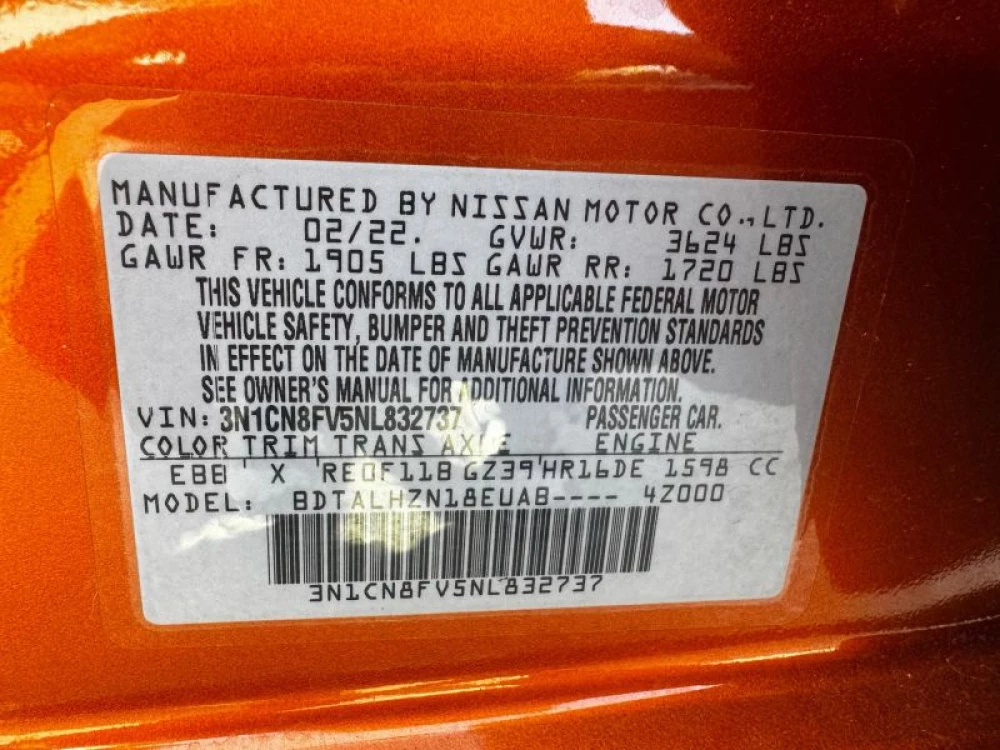 MANUFACTURED BY NISSAN MOTOR CO., LTD.
DATE: 02/22. GVWR: 3624 LBS
GAWR FR: 1905 LBS GAWR RR: 1720 LBS
THIS VEHICLE CONFORMS TO ALL APPLICABLE FEDERAL MOTOR
VEHICLE SAFETY, BUMPER AND THEFT PREVENTION STANDARDS
IN EFFECT ON THE DATE OF MANUFACTURE SHOWN ABOVE.
SEE OWNER'S MANUAL FOR ADDITIONAL INFORMATION.
VIN: 3N1CN8FV5NL832737 PASSENGER CAR.
COLOR TRIM TRANS AXLE ENGINE
EBB X RE0F11B GZ39 HR16DE 1598 CC
MODEL: BDTALHZN18EUAB---- 4Z000
3N1CN8FV5NL832737